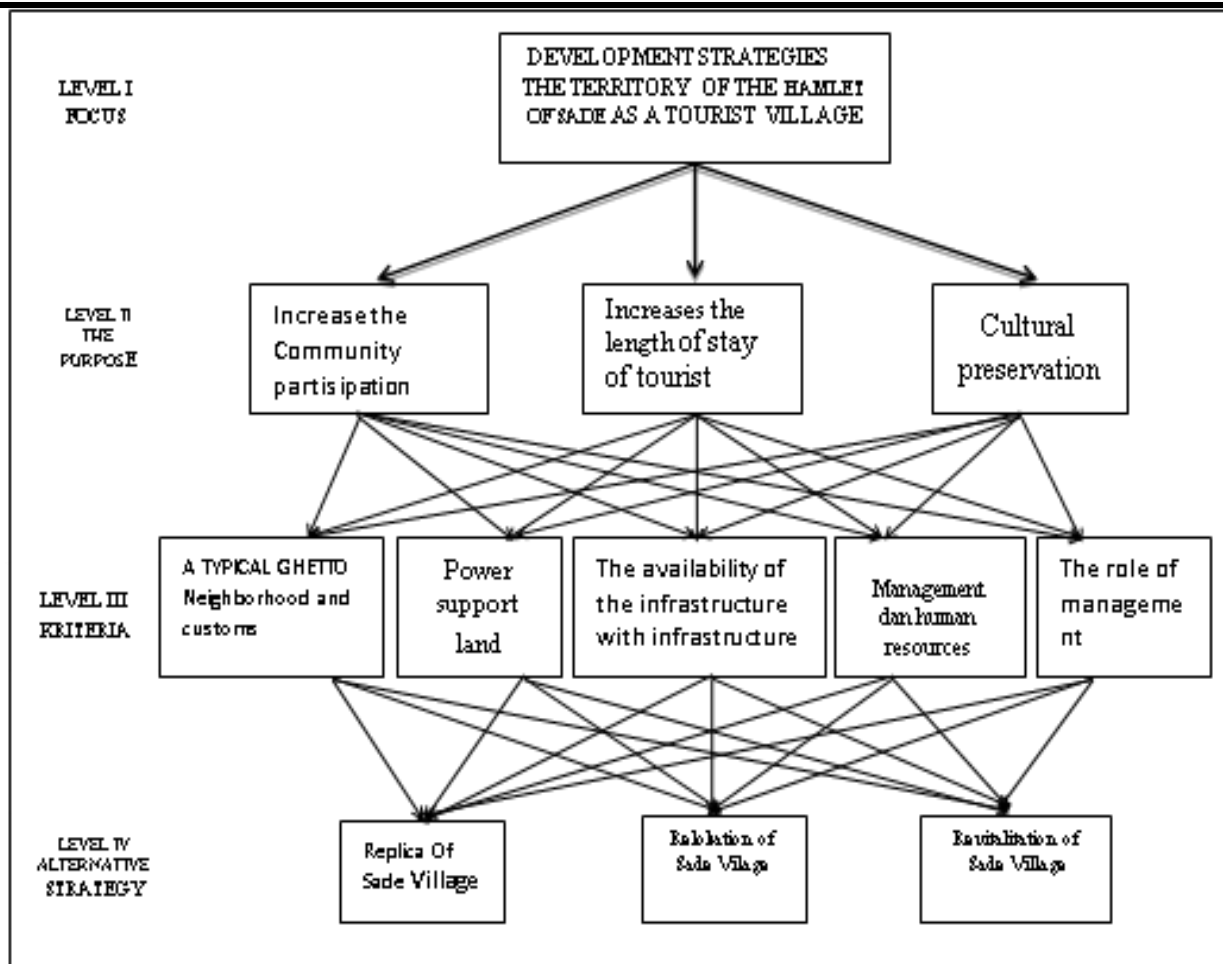 LEVEL I
FOCUS
DEVELOPMENT STRATEGIES
THE TERRITORY OF THE HAMLET
OF SADE AS A TOURIST VILLAGE
LEVEL II
THE
PURPOSE
Increase the
Community
partisipation
Increases the
length of stay
of tourist
Cultural
preservation
LEVEL III
KRITERIA
A TYPICAL GHETTO
Neighborhood and
customs
Power
support
land
The availability of
the infrastructure
with infrastructure
Management
dan human
resources
The role of
manageme
nt
LEVEL IV
ALTERNATIVE
STRATEGY
Replica Of
Sade Village
Sade Village
Sade Village